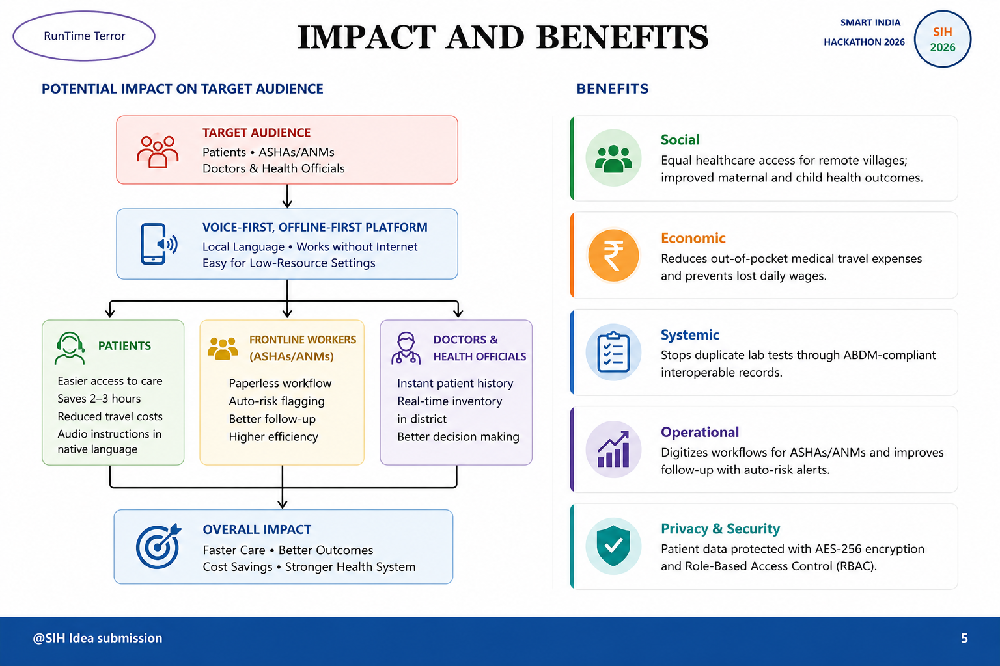 RunTime Terror
IMPACT AND BENEFITS
SMART INDIA
HACKATHON 2026
SIH
2026
POTENTIAL IMPACT ON TARGET AUDIENCE
TARGET AUDIENCE
Patients • ASHAs/ANMs
Doctors & Health Officials
VOICE-FIRST, OFFLINE-FIRST PLATFORM
Local Language • Works without Internet
Easy for Low-Resource Settings
PATIENTS
Easier access to care
Saves 2–3 hours
Reduced travel costs
Audio instructions in
native language
FRONTLINE WORKERS
(ASHAs/ANMs)
Paperless workflow
Auto-risk flagging
Better follow-up
Higher efficiency
DOCTORS &
HEALTH OFFICIALS
Instant patient history
Real-time inventory
in district
Better decision making
OVERALL IMPACT
Faster Care • Better Outcomes
Cost Savings • Stronger Health System
BENEFITS
Social
Equal healthcare access for remote villages;
improved maternal and child health outcomes.
₹
Economic
Reduces out-of-pocket medical travel expenses
and prevents lost daily wages.
Systemic
Stops duplicate lab tests through ABDM-compliant
interoperable records.
Operational
Digitizes workflows for ASHAs/ANMs and improves
follow-up with auto-risk alerts.
Privacy & Security
Patient data protected with AES-256 encryption
and Role-Based Access Control (RBAC).
@SIH Idea submission
5